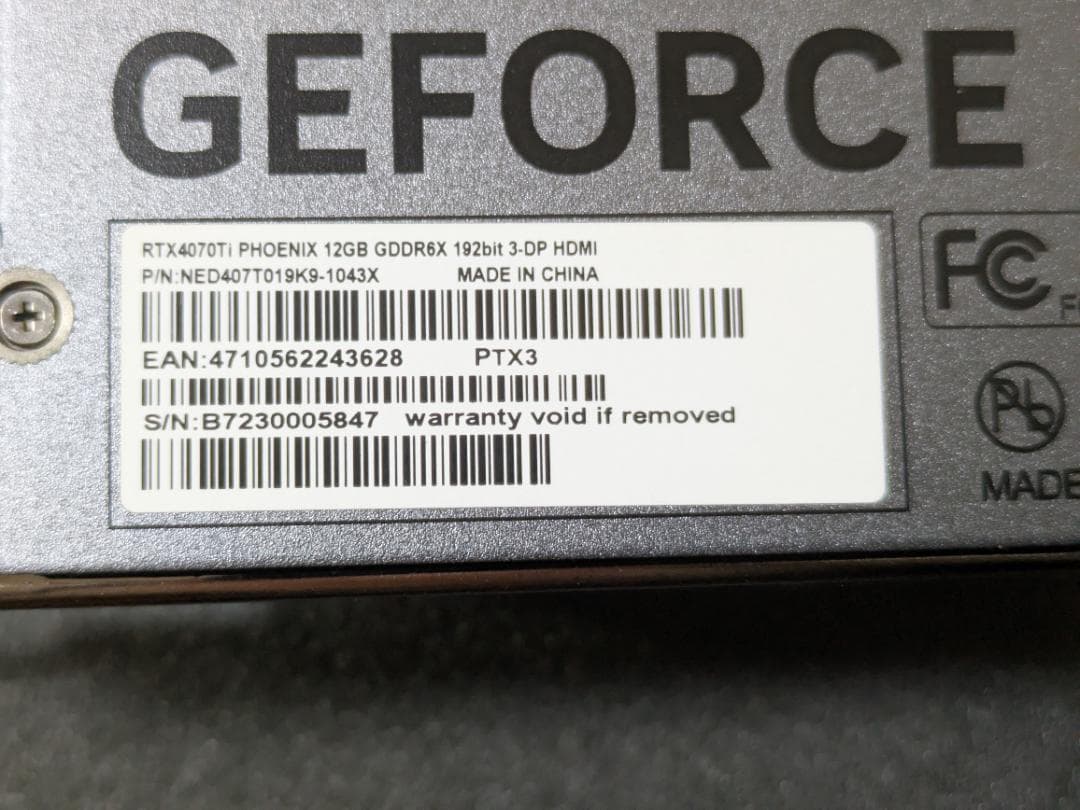 GEFORCE
RTX4070Ti PHOENIX 12GB GDDR6X 192bit 3-DP HDMI
P/N:NED407T019K9-1043X MADE IN CHINA
EAN:4710562243628 PTX3
S/N:B7230005847 warranty void if removed
FC
F
Pb
MADE